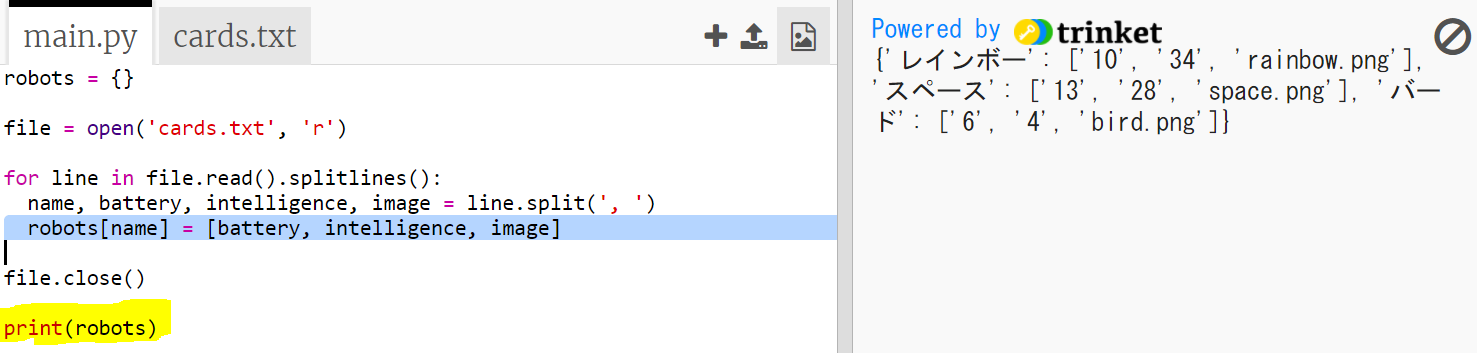 main.py
cards.txt
robots = {}
file = open('cards.txt', 'r')
for line in file.read().splitlines():
name, battery, intelligence, image = line.split(', ')
robots[name] = [battery, intelligence, image]
file.close()
print(robots)
Powered by trinket
{'レインボー': ['10', '34', 'rainbow.png'],
'スペース': ['13', '28', 'space.png'], 'バー
ド': ['6', '4', 'bird.png']}